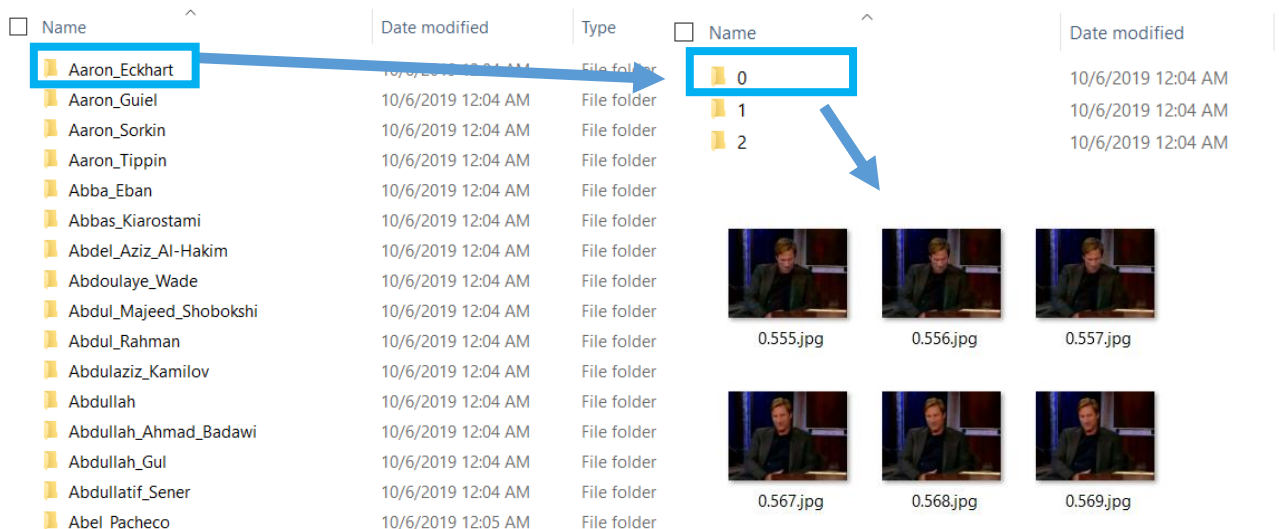 Name Date modified Type
Aaron_Eckhart
Aaron_Guiel 10/6/2019 12:04 AM File folder
Aaron_Sorkin 10/6/2019 12:04 AM File folder
Aaron_Tippin 10/6/2019 12:04 AM File folder
Abba_Eban 10/6/2019 12:04 AM File folder
Abbas_Kiarostami 10/6/2019 12:04 AM File folder
Abdel_Aziz_Al-Hakim 10/6/2019 12:04 AM File folder
Abdoulaye_Wade 10/6/2019 12:04 AM File folder
Abdul_Majeed_Shobokshi 10/6/2019 12:04 AM File folder
Abdul_Rahman 10/6/2019 12:04 AM File folder
Abdulaziz_Kamilov 10/6/2019 12:04 AM File folder
Abdullah 10/6/2019 12:04 AM File folder
Abdullah_Ahmad_Badawi 10/6/2019 12:04 AM File folder
Abdullah_Gul 10/6/2019 12:04 AM File folder
Abdullatif_Sener 10/6/2019 12:04 AM File folder
Abel_Pacheco 10/6/2019 12:05 AM File folder
Name Date modified
0 10/6/2019 12:04 AM
1 10/6/2019 12:04 AM
2 10/6/2019 12:04 AM
0.555.jpg 0.556.jpg 0.557.jpg
0.567.jpg 0.568.jpg 0.569.jpg